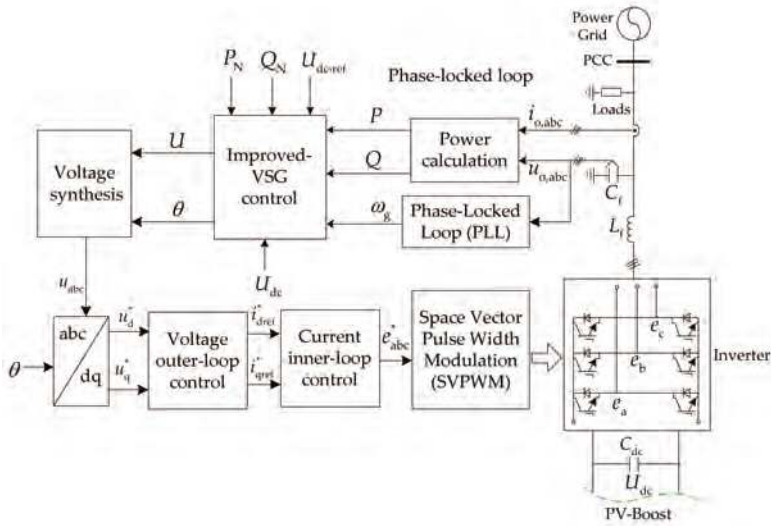 Power
Grid
PCC
Loads
P_N
Q_N
U_dc-ref
Phase-locked loop
i_o,abc
P
Power
calculation
Q
u_o,abc
C_f
L_f
Voltage
synthesis
U
θ
Improved-
VSG
control
ω_g
Phase-Locked
Loop (PLL)
U_dc
u_abc
abc
dq
θ
u*_d
u*_q
Voltage
outer-loop
control
i*_dref
i*_qref
Current
inner-loop
control
e*_abc
Space Vector
Pulse Width
Modulation
(SVPWM)
e_c
e_b
e_a
Inverter
C_dc
U_dc
PV-Boost